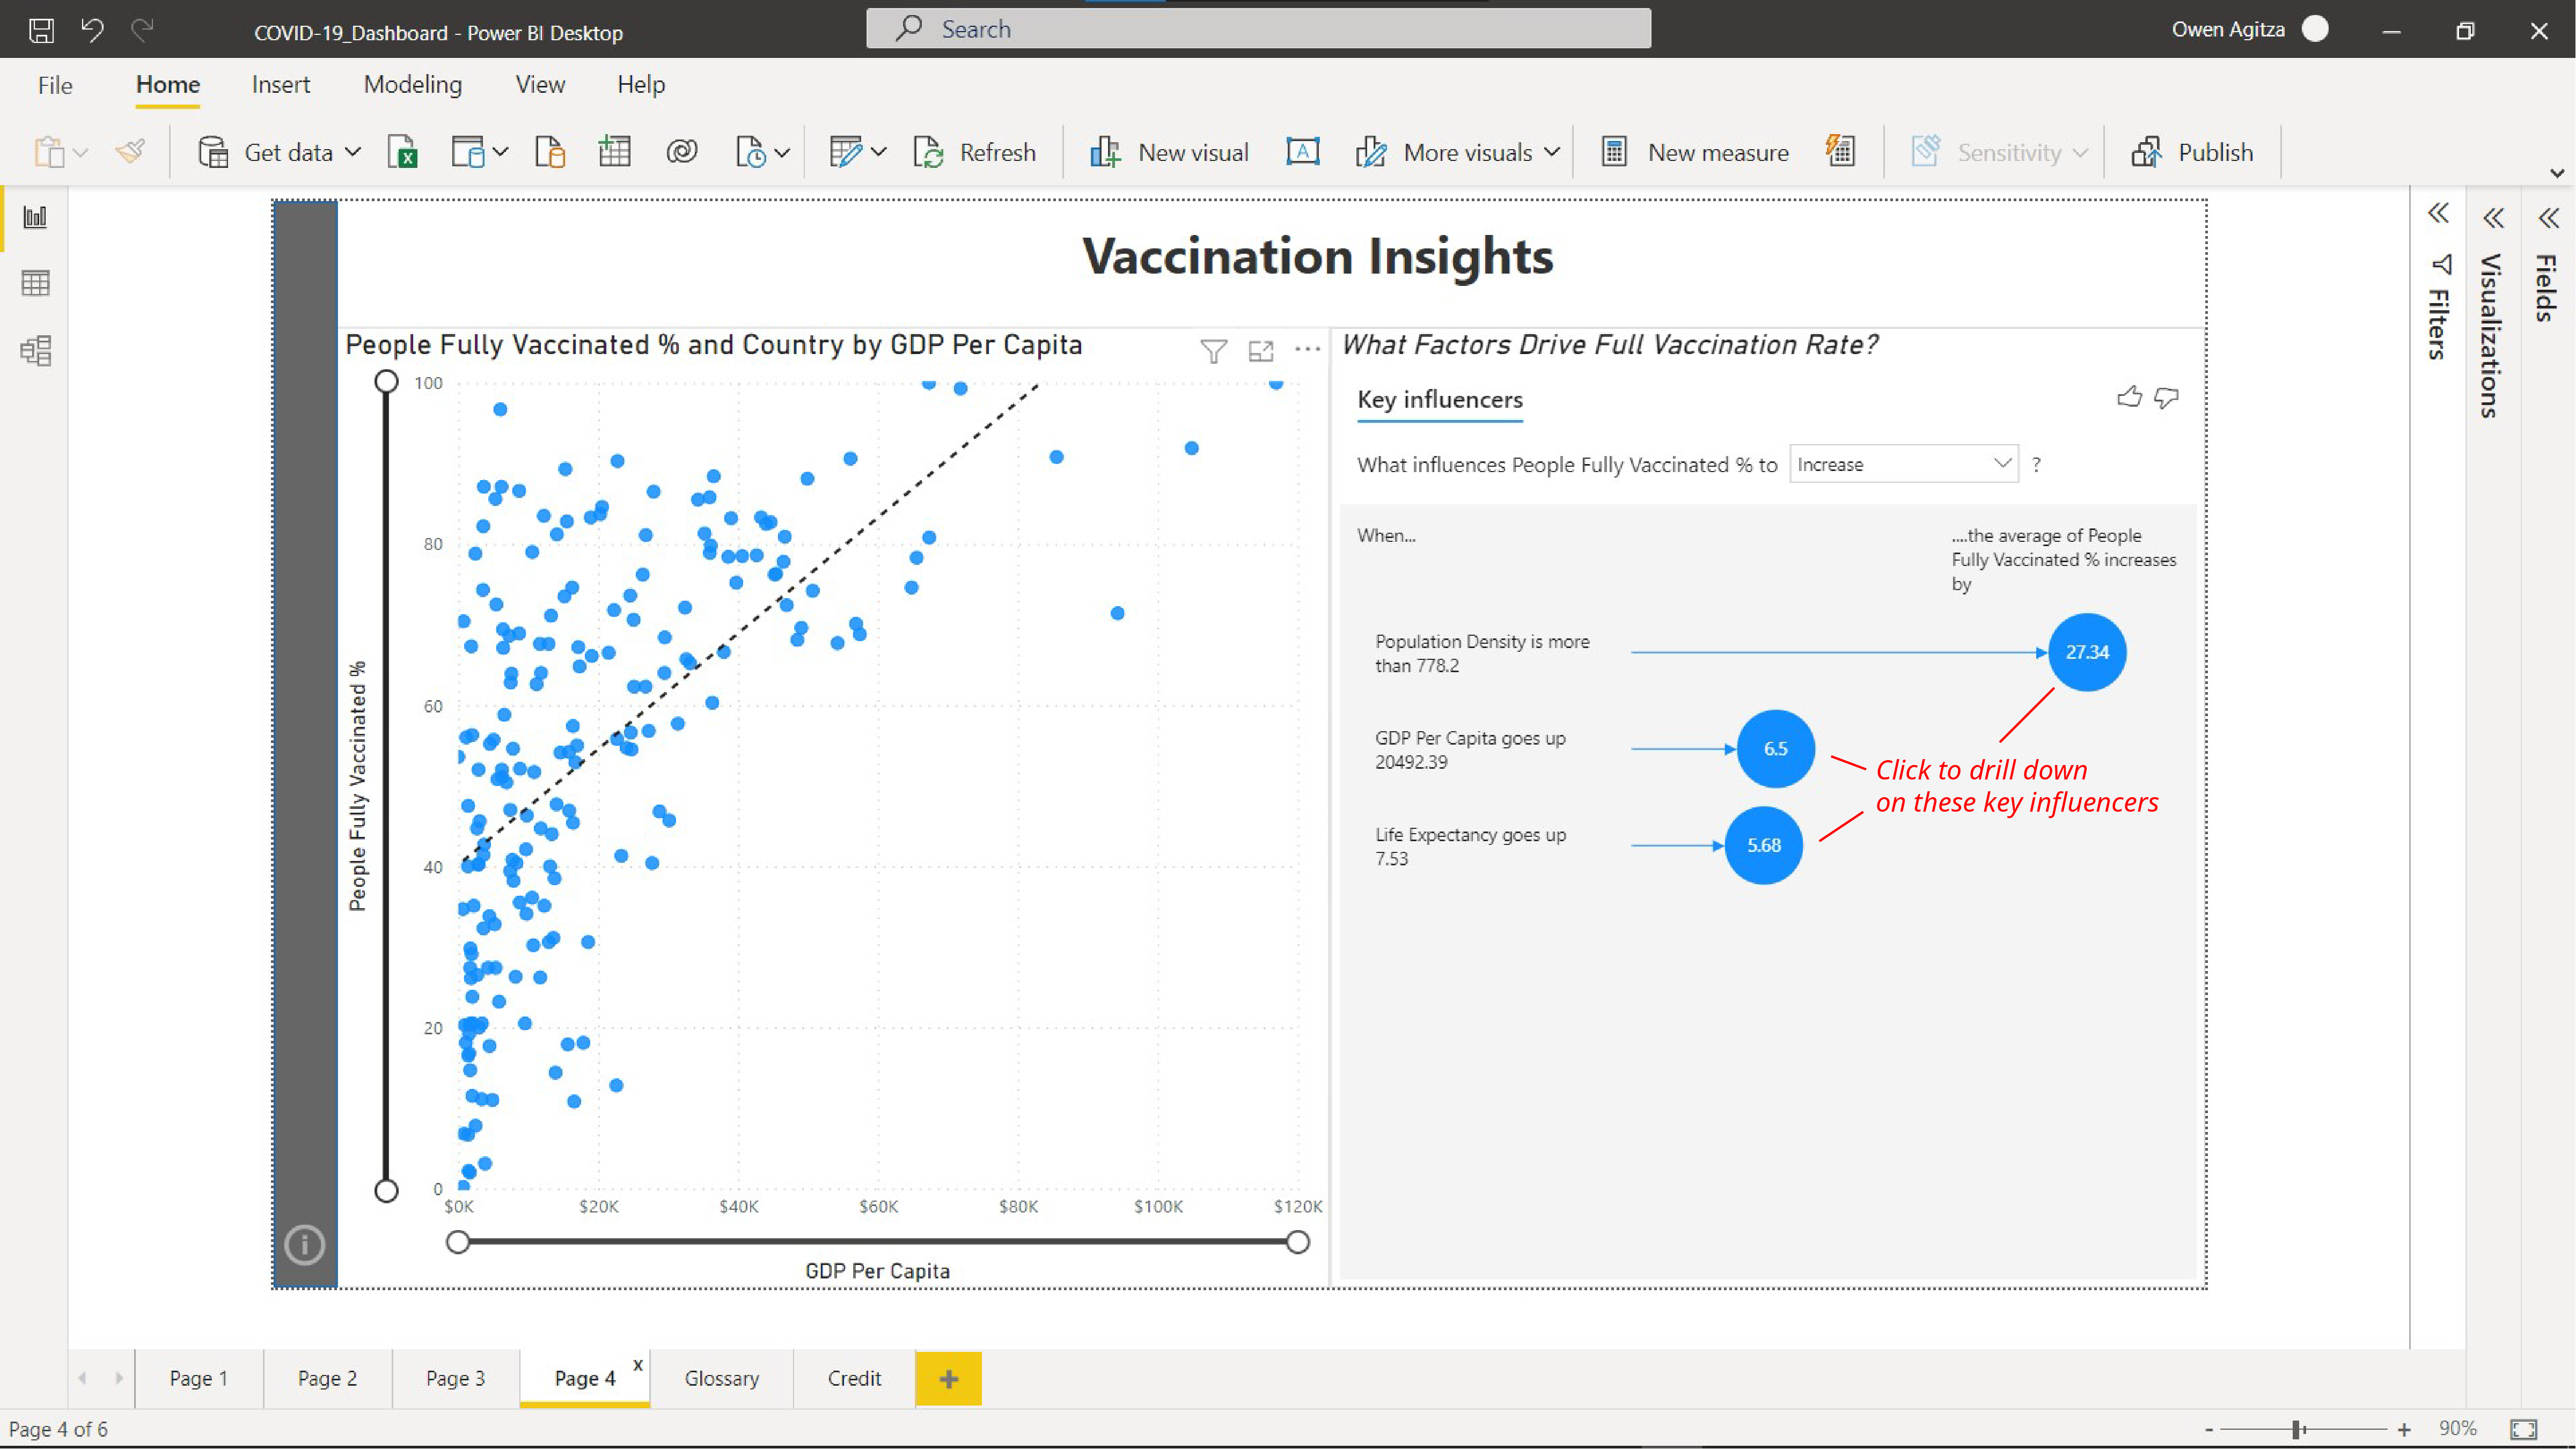 COVID-19_Dashboard - Power BI Desktop
Search
Owen Agitza
File
Home
Insert
Modeling
View
Help
Get data
Refresh
New visual
More visuals
New measure
Sensitivity
Publish
Vaccination Insights
People Fully Vaccinated % and Country by GDP Per Capita
100
80
60
40
20
0
People Fully Vaccinated %
$0K
$20K
$40K
$60K
$80K
$100K
$120K
GDP Per Capita
What Factors Drive Full Vaccination Rate?
Key influencers
What influences People Fully Vaccinated % to
Increase
?
When...
....the average of People
Fully Vaccinated % increases
by
Population Density is more
than 778.2
27.34
GDP Per Capita goes up
20492.39
6.5
Click to drill down
on these key influencers
Life Expectancy goes up
7.53
5.68
Filters
Visualizations
Fields
Page 1
Page 2
Page 3
Page 4
x
Glossary
Credit
+
Page 4 of 6
-
+
90%